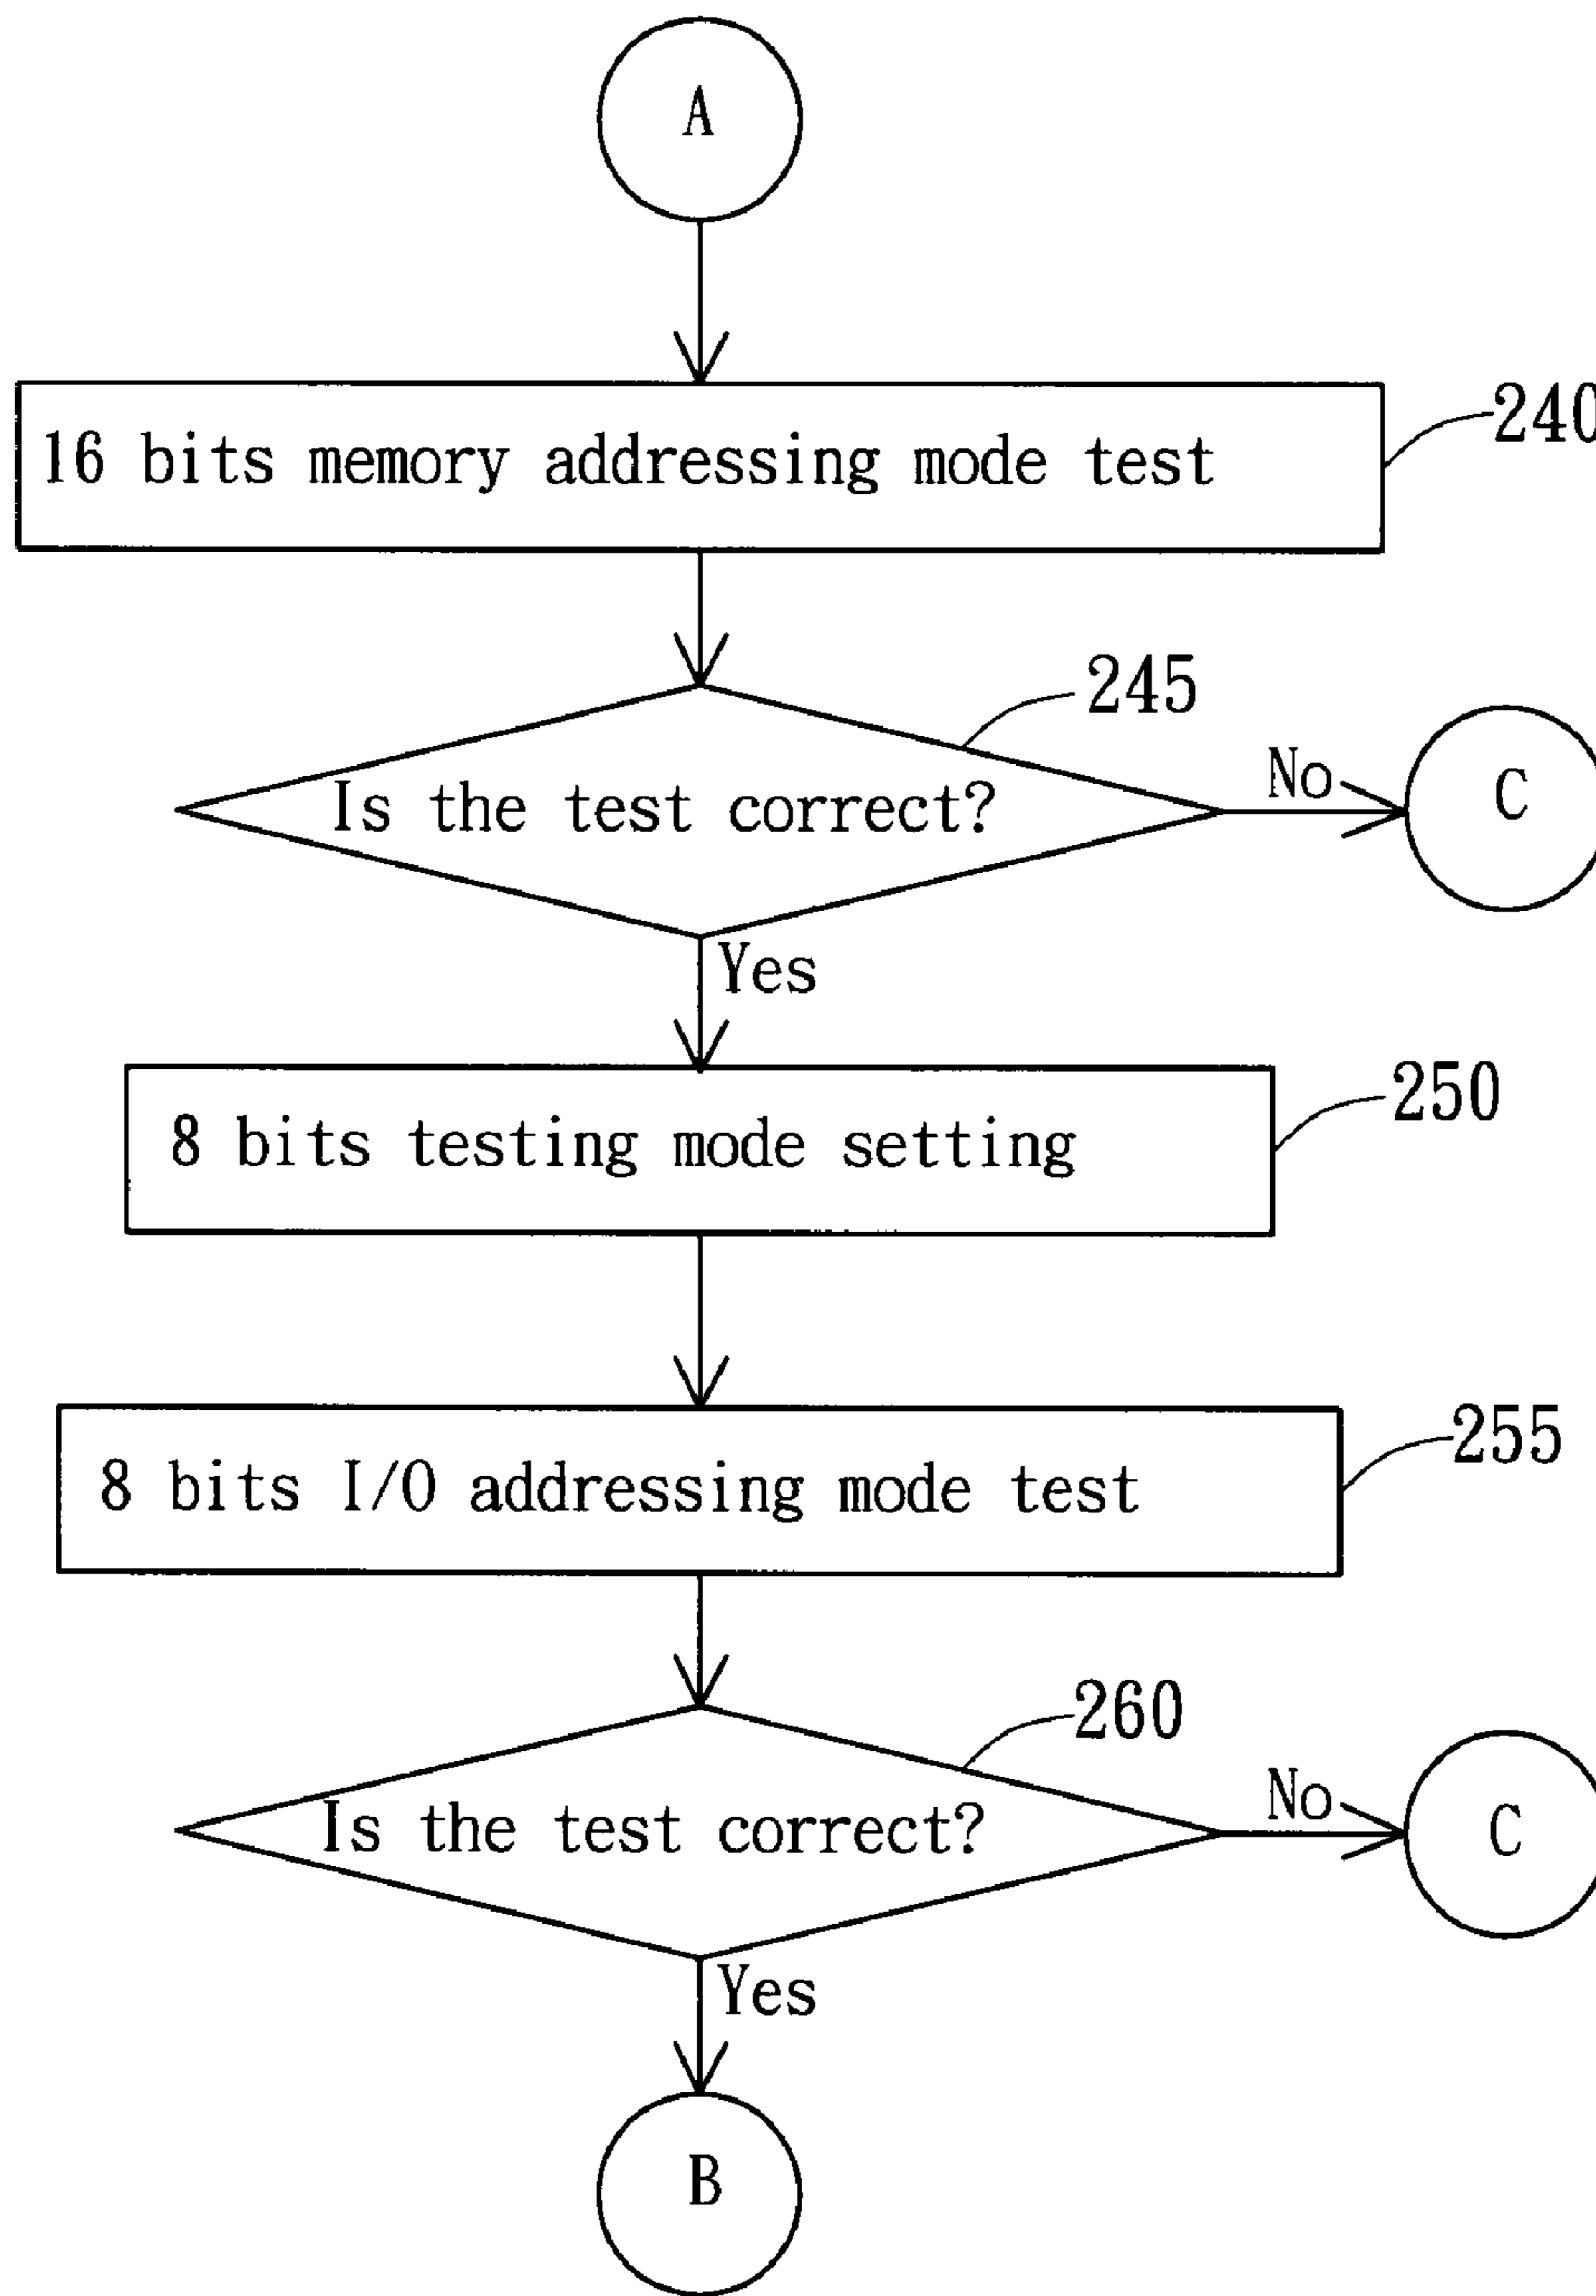 A
16 bits memory addressing mode test
240
245
Is the test correct?
No
C
Yes
8 bits testing mode setting
250
8 bits I/O addressing mode test
255
260
Is the test correct?
No
C
Yes
B